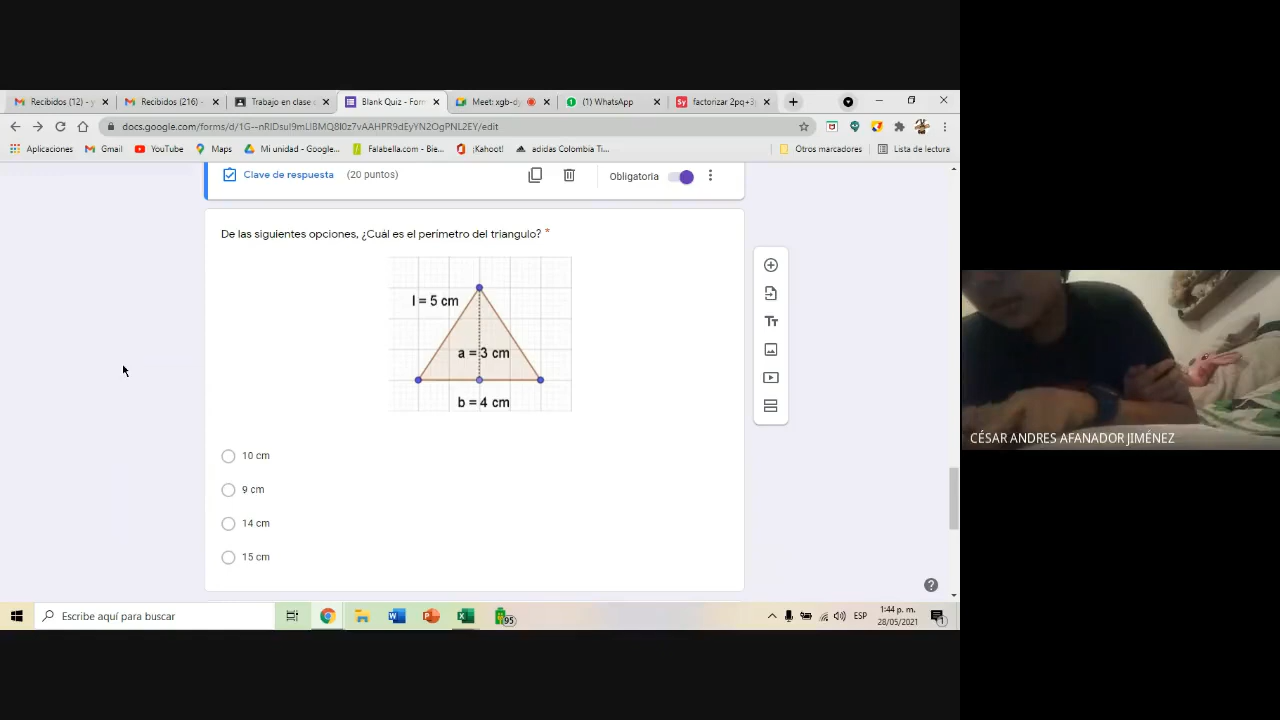 Recibidos (12) - y
Recibidos (216) -
Trabajo en clase c
Blank Quiz - Form
Meet: xgb-d
(1) WhatsApp
factorizar 2pq+3
docs.google.com/forms/d/1G--nRlDsul9mLlBMQ8l0z7vAAHPR9dEyYN2OgPNL2EY/edit
Aplicaciones
Gmail
YouTube
Maps
Mi unidad - Google...
Falabella.com - Bie...
¡Kahoot!
adidas Colombia Ti...
Otros marcadores
Lista de lectura
Clave de respuesta
(20 puntos)
Obligatoria
De las siguientes opciones, ¿Cuál es el perímetro del triangulo? *
l = 5 cm
a = 3 cm
b = 4 cm
10 cm
9 cm
14 cm
15 cm
CÉSAR ANDRES AFANADOR JIMÉNEZ
Escribe aquí para buscar
95
ESP
1:44 p. m.
28/05/2021
1